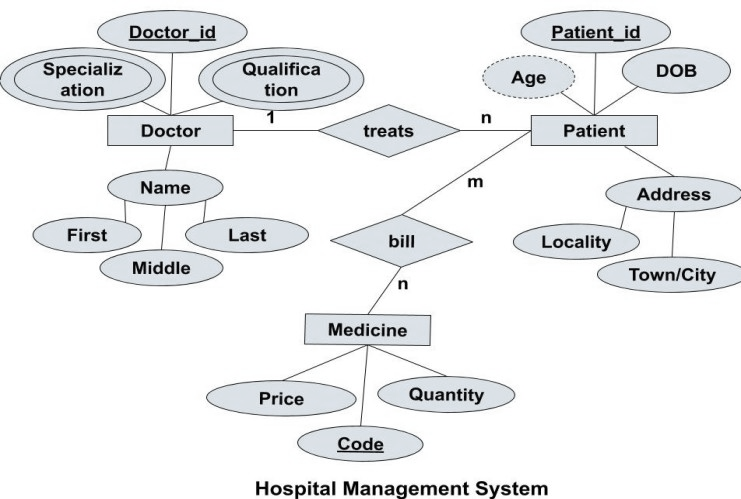 Doctor_id
Patient_id
Specializ
ation
Qualifica
tion
Age
DOB
Doctor
1
treats
n
Patient
m
Name
Address
First
Last
Middle
bill
Locality
Town/City
n
Medicine
Price
Quantity
Code
Hospital Management System